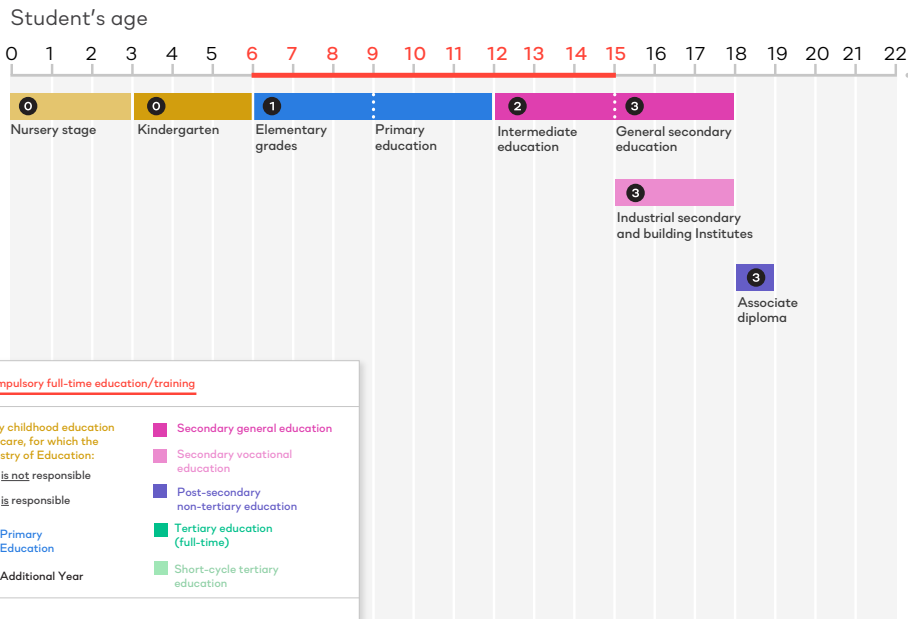 Student's age
0 1 2 3 4 5 6 7 8 9 10 11 12 13 14 15 16 17 18 19 20 21 22
0 0 1 2 3
Nursery stage
Kindergarten
Elementary
grades
Primary
education
Intermediate
education
General secondary
education
3
Industrial secondary
and building Institutes
3
Associate
diploma
mpulsory full-time education/training
y childhood education
care, for which the
stry of Education:
is not responsible
is responsible
Primary
Education
Additional Year
Secondary general education
Secondary vocational
education
Post-secondary
non-tertiary education
Tertiary education
(full-time)
Short-cycle tertiary
education